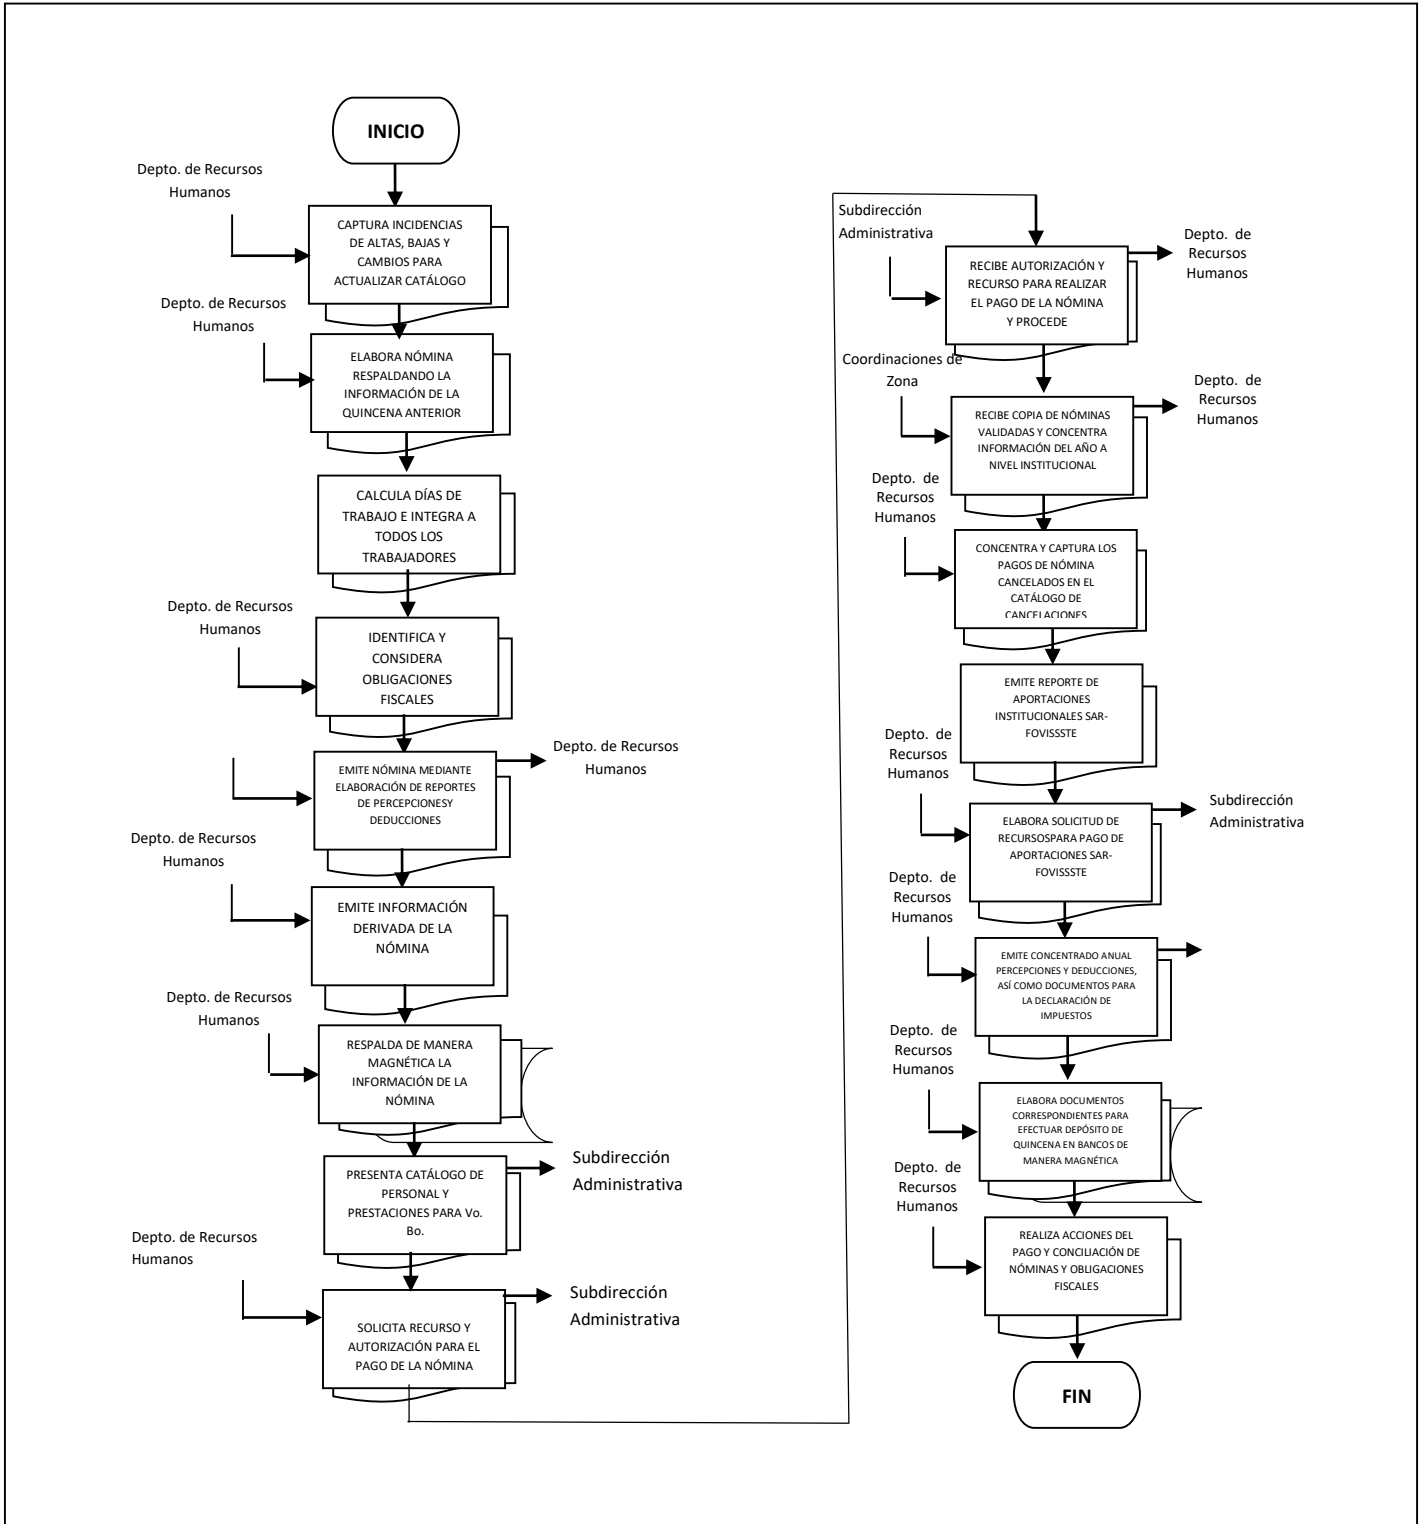 INICIO
Depto. de Recursos
Humanos
CAPTURA INCIDENCIAS
DE ALTAS, BAJAS Y
CAMBIOS PARA
ACTUALIZAR CATÁLOGO
Depto. de Recursos
Humanos
ELABORA NÓMINA
RESPALDANDO LA
INFORMACIÓN DE LA
QUINCENA ANTERIOR
CALCULA DÍAS DE
TRABAJO E INTEGRA A
TODOS LOS
TRABAJADORES
Depto. de Recursos
Humanos
IDENTIFICA Y
CONSIDERA
OBLIGACIONES
FISCALES
Depto. de Recursos
Humanos
EMITE NÓMINA MEDIANTE
ELABORACIÓN DE REPORTES
DE PERCEPCIONESY
DEDUCCIONES
Depto. de Recursos
Humanos
EMITE INFORMACIÓN
DERIVADA DE LA
NÓMINA
Depto. de Recursos
Humanos
RESPALDA DE MANERA
MAGNÉTICA LA
INFORMACIÓN DE LA
NÓMINA
PRESENTA CATÁLOGO DE
PERSONAL Y
PRESTACIONES PARA Vo.
Bo.
Subdirección
Administrativa
Depto. de Recursos
Humanos
SOLICITA RECURSO Y
AUTORIZACIÓN PARA EL
PAGO DE LA NÓMINA
Subdirección
Administrativa
Subdirección
Administrativa
RECIBE AUTORIZACIÓN Y
RECURSO PARA REALIZAR
EL PAGO DE LA NÓMINA
Y PROCEDE
Depto. de
Recursos
Humanos
Coordinaciones de
Zona
RECIBE COPIA DE NÓMINAS
VALIDADAS Y CONCENTRA
INFORMACIÓN DEL AÑO A
NIVEL INSTITUCIONAL
Depto. de
Recursos
Humanos
Depto. de
Recursos
Humanos
CONCENTRA Y CAPTURA LOS
PAGOS DE NÓMINA
CANCELADOS EN EL
CATÁLOGO DE
CANCELACIONES
EMITE REPORTE DE
APORTACIONES
INSTITUCIONALES SAR-
FOVISSSTE
Depto. de
Recursos
Humanos
ELABORA SOLICITUD DE
RECURSOSPARA PAGO DE
APORTACIONES SAR-
FOVISSSTE
Subdirección
Administrativa
Depto. de
Recursos
Humanos
EMITE CONCENTRADO ANUAL
PERCEPCIONES Y DEDUCCIONES,
ASÍ COMO DOCUMENTOS PARA
LA DECLARACIÓN DE
IMPUESTOS
Depto. de
Recursos
Humanos
ELABORA DOCUMENTOS
CORRESPONDIENTES PARA
EFECTUAR DEPÓSITO DE
QUINCENA EN BANCOS DE
MANERA MAGNÉTICA
Depto. de
Recursos
Humanos
REALIZA ACCIONES DEL
PAGO Y CONCILIACIÓN DE
NÓMINAS Y OBLIGACIONES
FISCALES
FIN